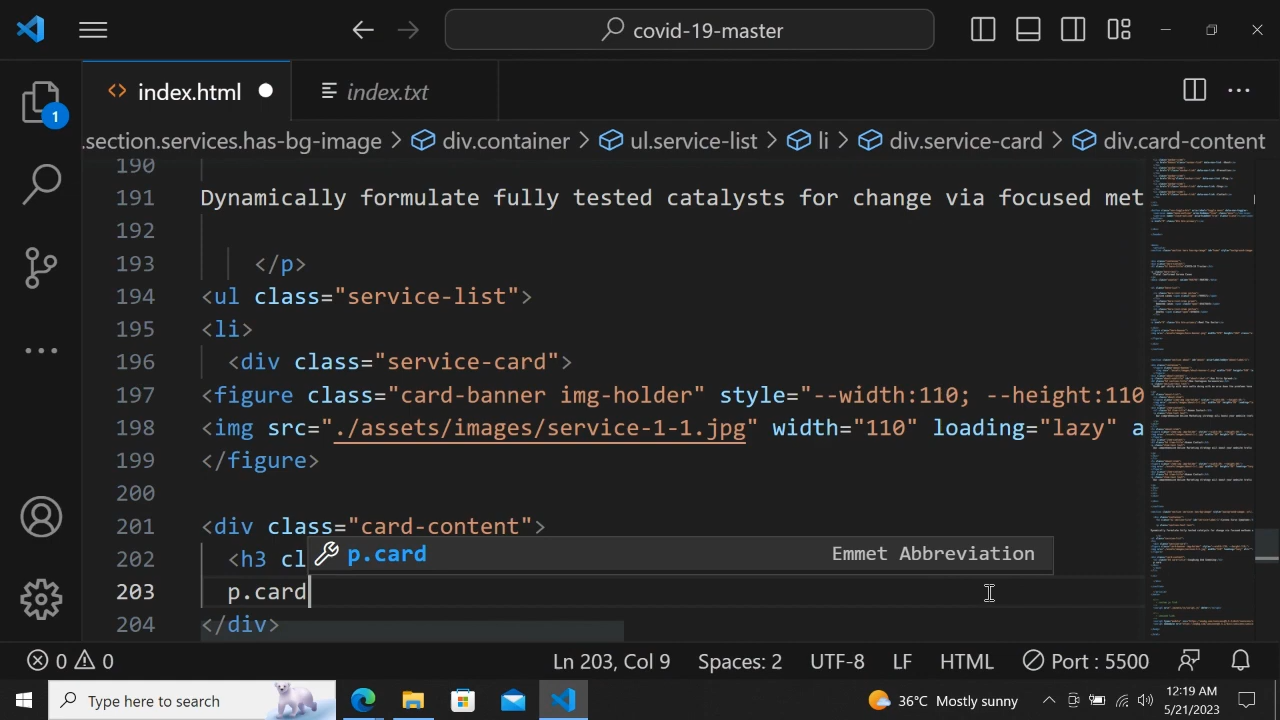 covid-19-master
index.html
index.txt
1
.section.services.has-bg-image > div.container > ul.service-list > li > div.service-card > div.card-content
190
191 Dynamically formulate fully tested catalysts for change via focused met
192
193 </p>
194 <ul class="service-list">
195 <li>
196 <div class="service-card">
197 <figure class="card-banner img-holder" style=" --width:110; --height:110
198 <img src="./assets/images/service-1-1.jpg" width="110" loading="lazy" a
199 </figure>
200
201 <div class="card-content">
202 <h3 cl
p.card Emmet Abbreviation
203 p.card
204 </div>
0 0 Ln 203, Col 9 Spaces: 2 UTF-8 LF HTML Port : 5500
Type here to search
36°C Mostly sunny
12:19 AM
5/21/2023